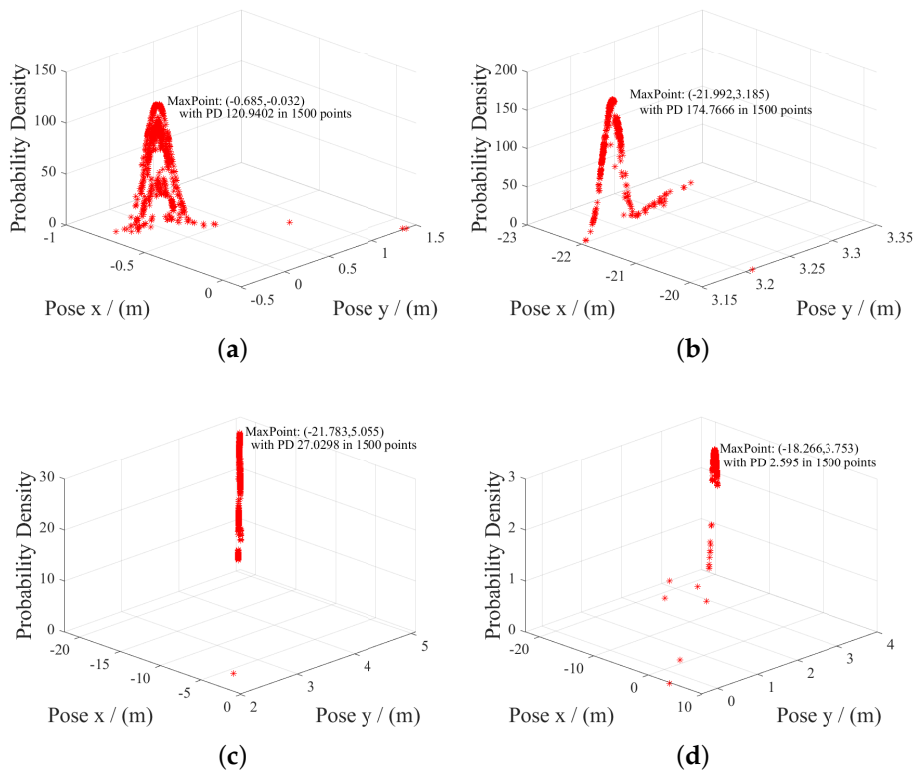 150
100
50
0
Probability Density
MaxPoint: (-0.685,-0.032)
with PD 120.9402 in 1500 points
-1
-0.5
0
Pose x / (m)
-0.5
0
0.5
1
1.5
Pose y / (m)
(a)
200
150
100
50
0
Probability Density
MaxPoint: (-21.992,3.185)
with PD 174.7666 in 1500 points
-23
-22
-21
-20
Pose x / (m)
3.15
3.2
3.25
3.3
3.35
Pose y / (m)
(b)
30
20
10
0
Probability Density
MaxPoint: (-21.783,5.055)
with PD 27.0298 in 1500 points
-20
-15
-10
-5
0
Pose x / (m)
2
3
4
5
Pose y / (m)
(c)
3
2
1
0
Probability Density
MaxPoint: (-18.266,3.753)
with PD 2.595 in 1500 points
-20
-10
0
10
Pose x / (m)
0
1
2
3
4
Pose y / (m)
(d)